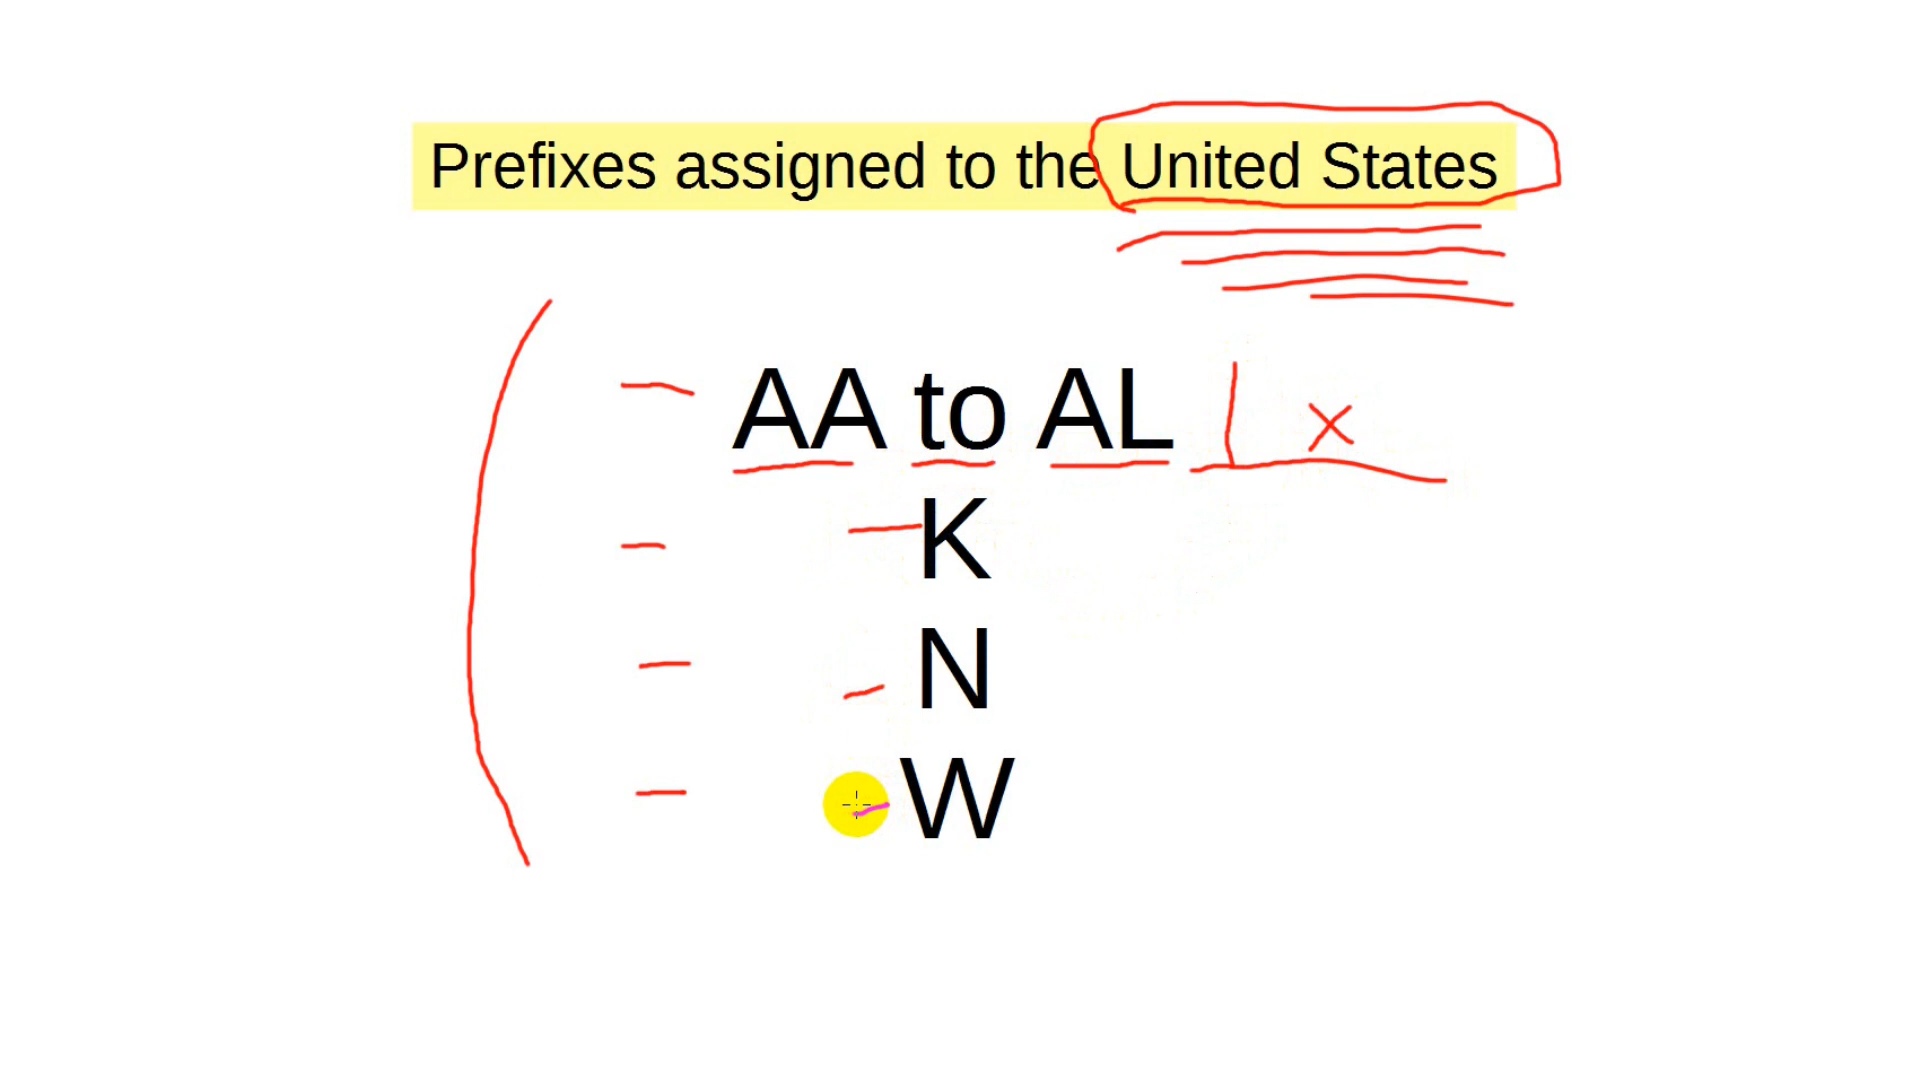 Prefixes assigned to the United States
AA to AL | x
K
N
W